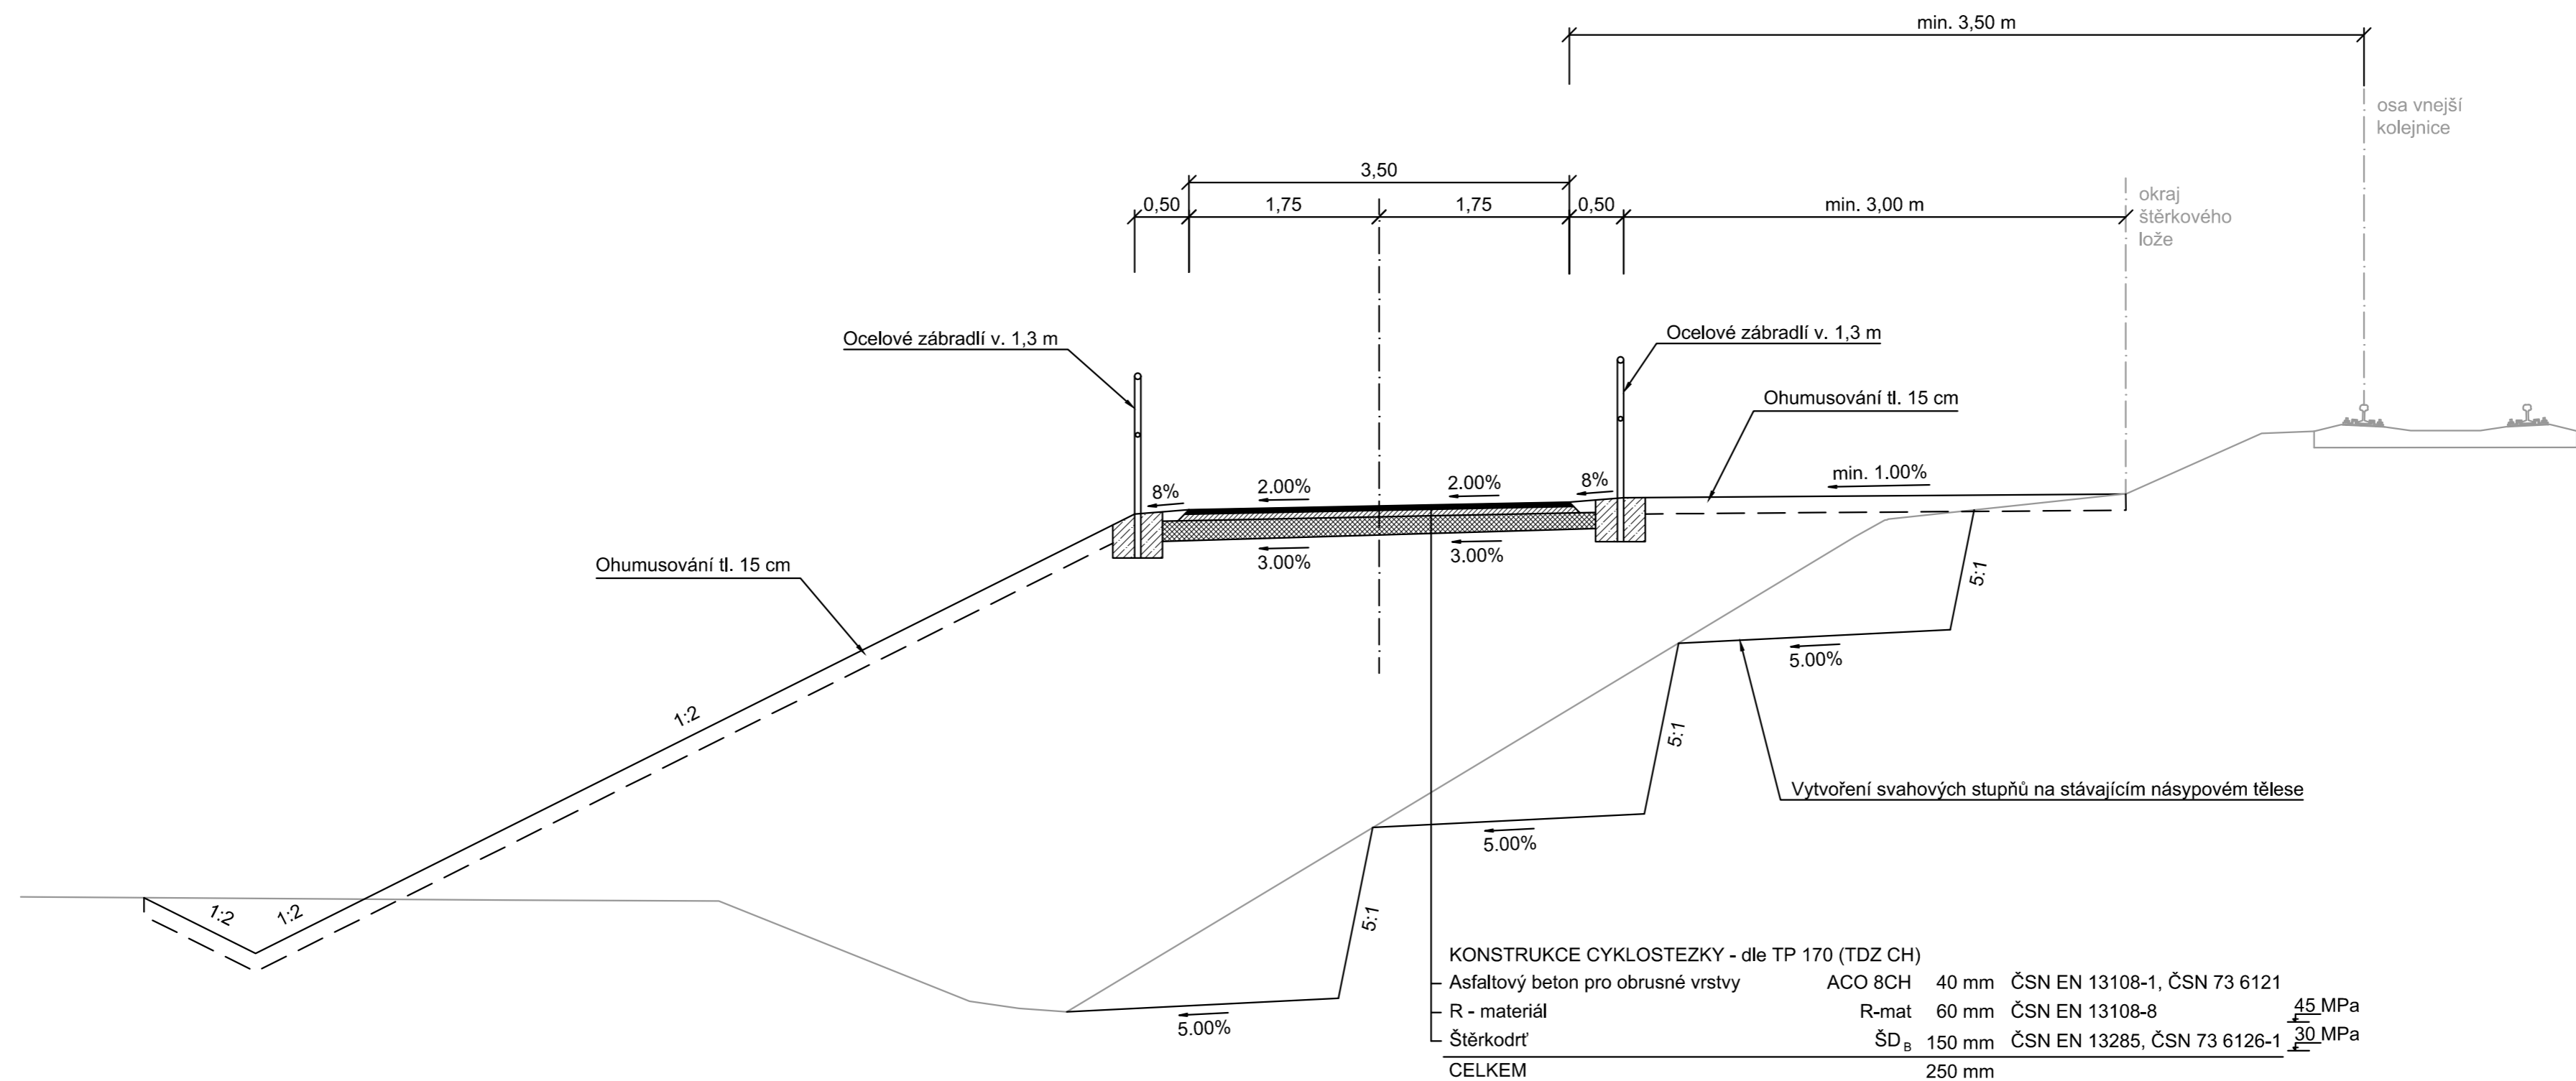 min. 3,50 m
osa vnejší
kolejnice
3,50
okraj
štěrkového
lože
0,50
1,75
1,75
0,50
min. 3,00 m
Ocelové zábradlí v. 1,3 m
Ocelové zábradlí v. 1,3 m
Ohumusování tl. 15 cm
8%
2.00%
2.00%
8%
min. 1.00%
Ohumusování tl. 15 cm
3.00%
3.00%
5:1
5.00%
1:2
5:1
Vytvoření svahových stupňů na stávajícím násypovém tělese
5.00%
1:2
1:2
5:1
5.00%
KONSTRUKCE CYKLOSTEZKY - dle TP 170 (TDZ CH)
Asfaltový beton pro obrusné vrstvy ACO 8CH 40 mm ČSN EN 13108-1, ČSN 73 6121
R - materiál R-mat 60 mm ČSN EN 13108-8 45 MPa
Štěrkodrť ŠD B 150 mm ČSN EN 13285, ČSN 73 6126-1 30 MPa
CELKEM 250 mm